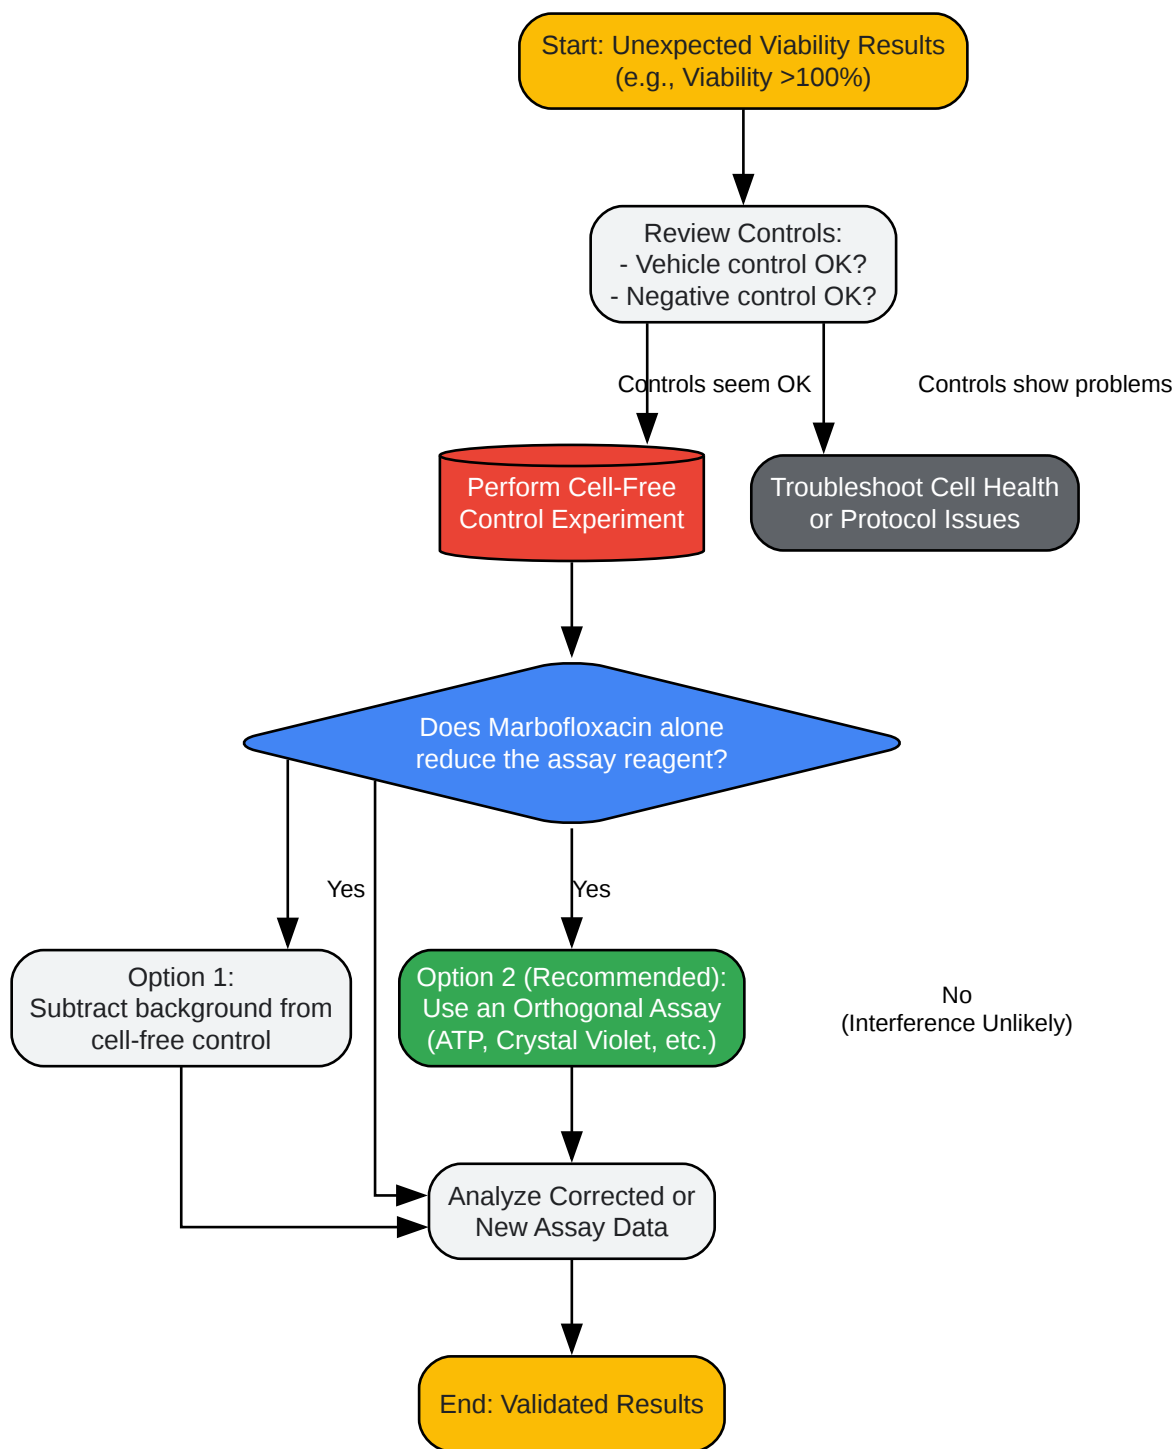 Start: Unexpected Viability Results
(e.g., Viability >100%)
Review Controls:
- Vehicle control OK?
- Negative control OK?
Controls seem OK
Controls show problems
Perform Cell-Free
Control Experiment
Troubleshoot Cell Health
or Protocol Issues
Does Marbofloxacin alone
reduce the assay reagent?
Yes
Yes
Option 1:
Subtract background from
cell-free control
Option 2 (Recommended):
Use an Orthogonal Assay
(ATP, Crystal Violet, etc.)
No
(Interference Unlikely)
Analyze Corrected or
New Assay Data
End: Validated Results